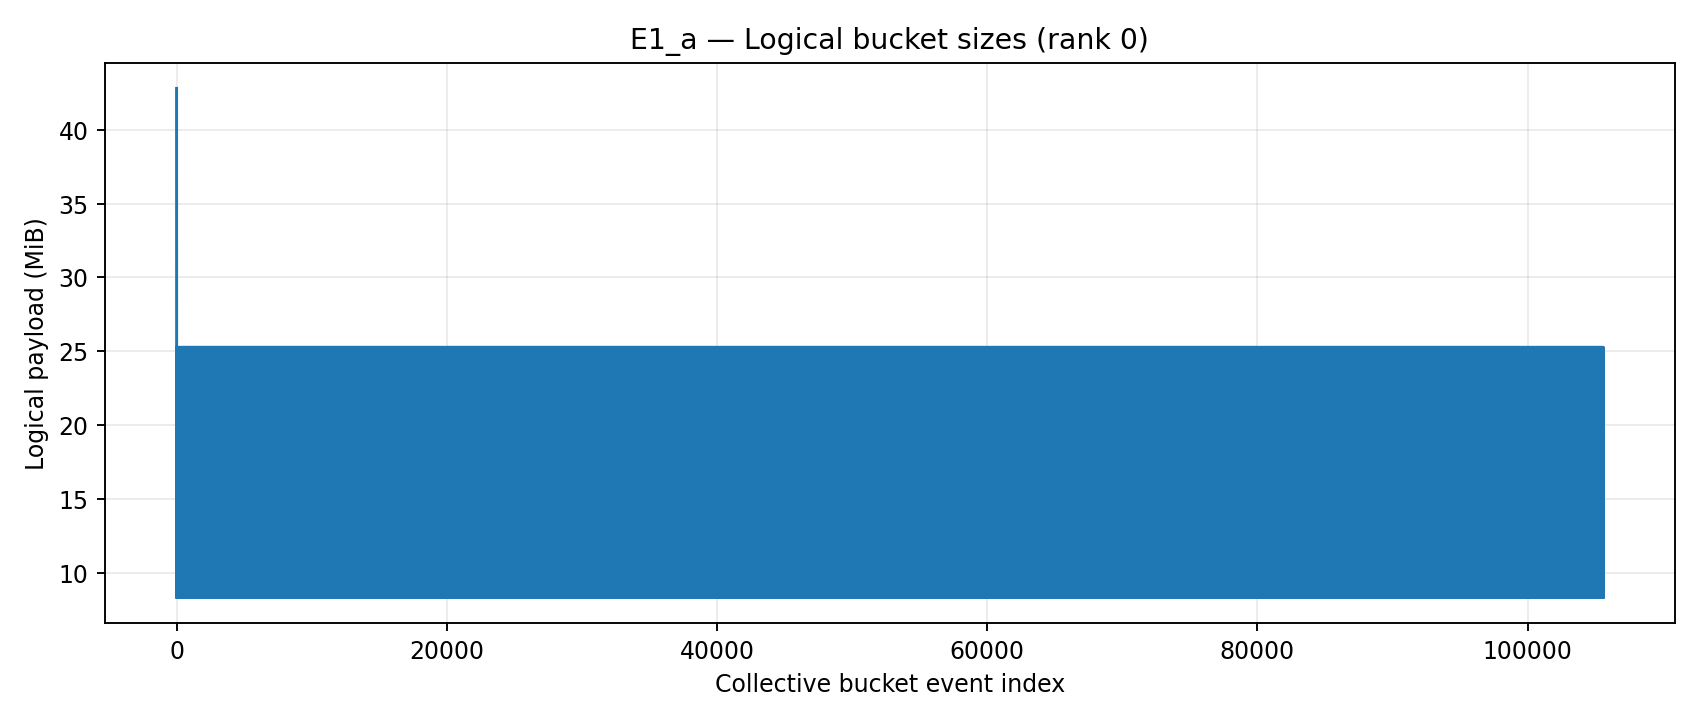 E1_a — Logical bucket sizes (rank 0)
Logical payload (MiB)
40
35
30
25
20
15
10
0 20000 40000 60000 80000 100000
Collective bucket event index